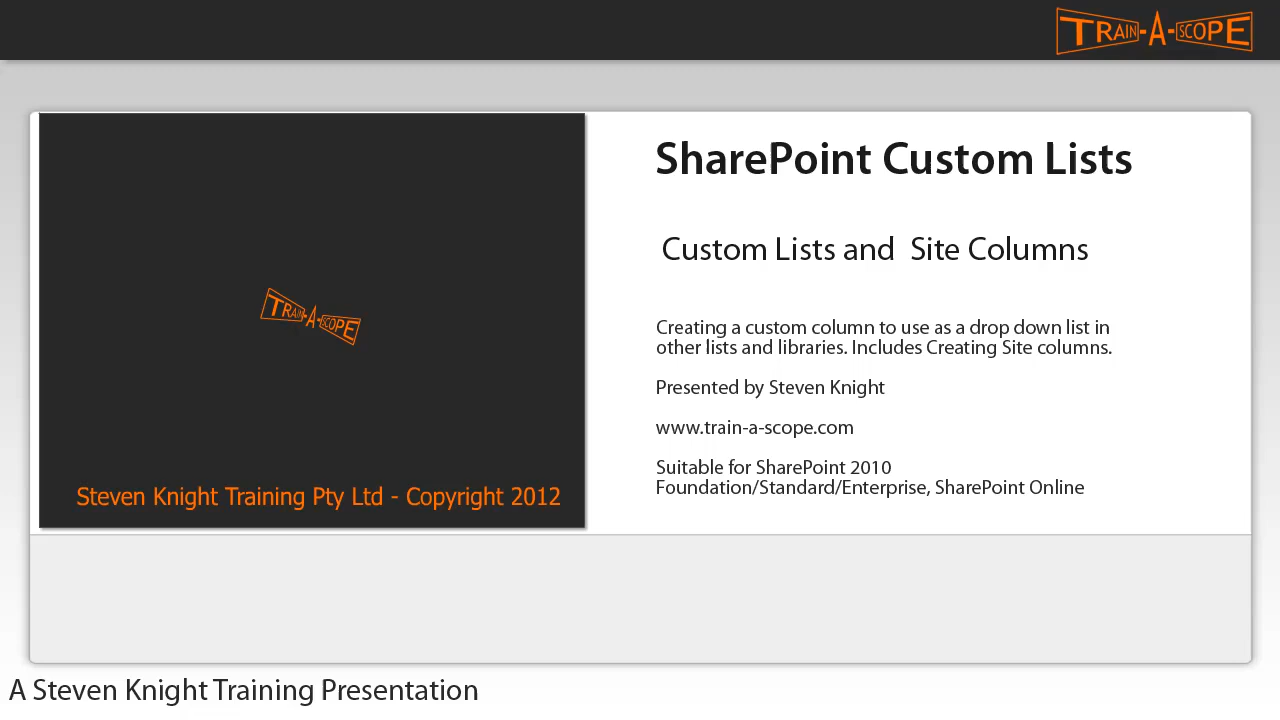 TRAIN-A-SCOPE
SharePoint Custom Lists
Custom Lists and  Site Columns
TRAIN-A-SCOPE
Creating a custom column to use as a drop down list in
other lists and libraries. Includes Creating Site columns.
Presented by Steven Knight
www.train-a-scope.com
Suitable for SharePoint 2010
Foundation/Standard/Enterprise, SharePoint Online
Steven Knight Training Pty Ltd - Copyright 2012
A Steven Knight Training Presentation